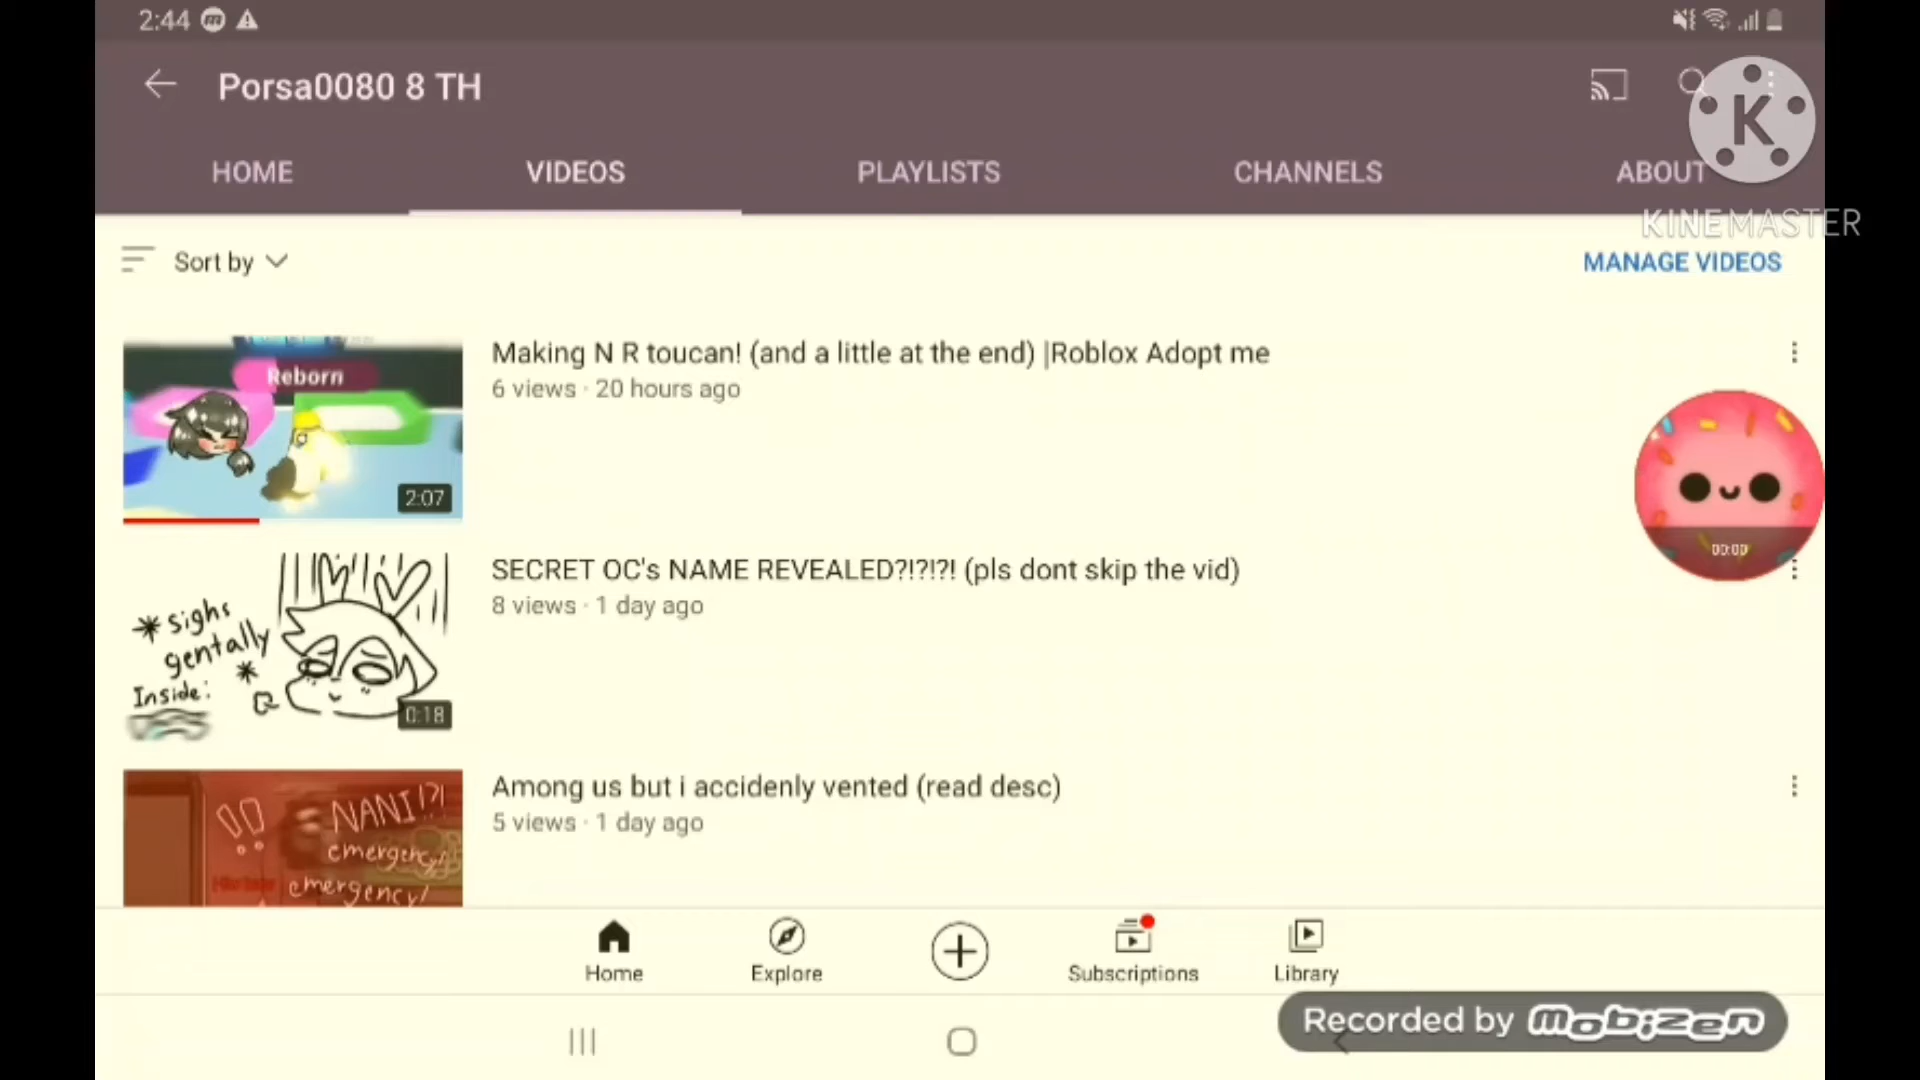 2:44
Porsa0080 8 TH
K
HOME VIDEOS PLAYLISTS CHANNELS ABOUT
KINEMASTER
Sort by
MANAGE VIDEOS
Reborn
2:07
Making N R toucan! (and a little at the end) |Roblox Adopt me
6 views · 20 hours ago
00:00
*sighs
gentally
*
Inside:
0:18
SECRET OC's NAME REVEALED?!?!?! (pls dont skip the vid)
8 views · 1 day ago
!! NANI!?!
emergency/
emergency/
Among us but i accidenly vented (read desc)
5 views · 1 day ago
Home Explore Subscriptions Library
Recorded by mobizen